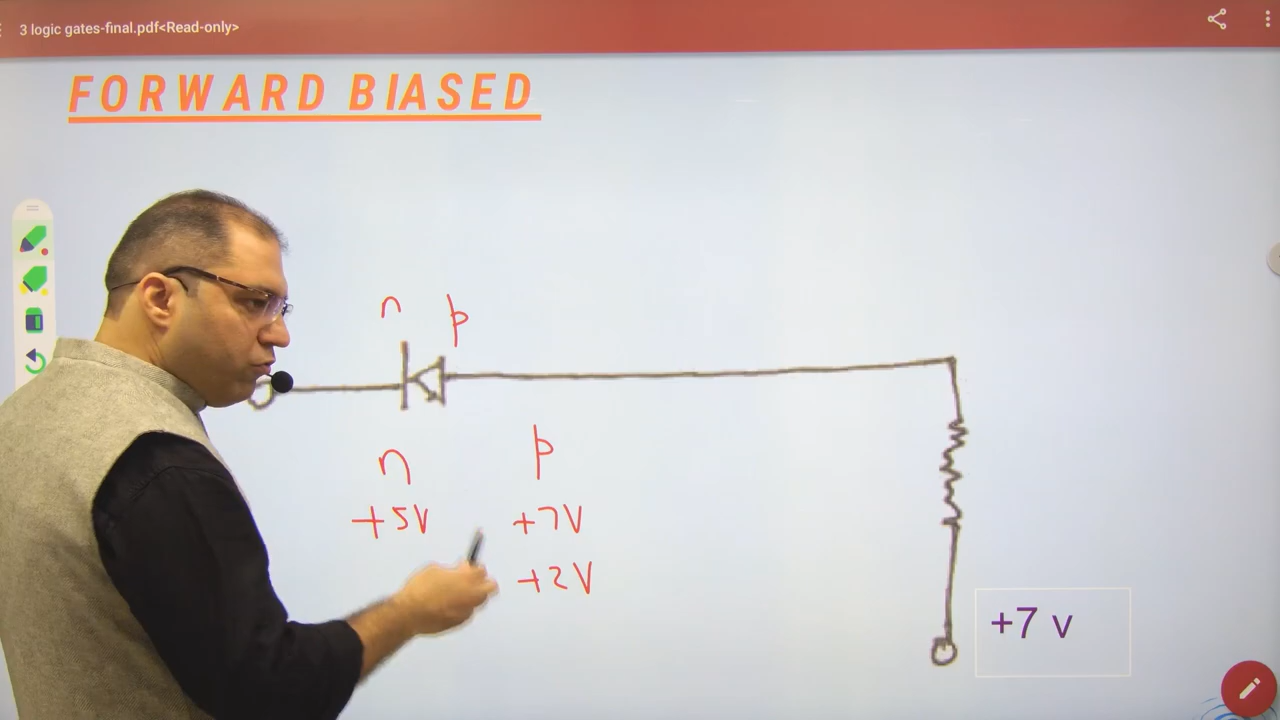 3 logic gates-final.pdf<Read-only>
FORWARD BIASED
n p
n p
+5V +7V
+2V
+7 v